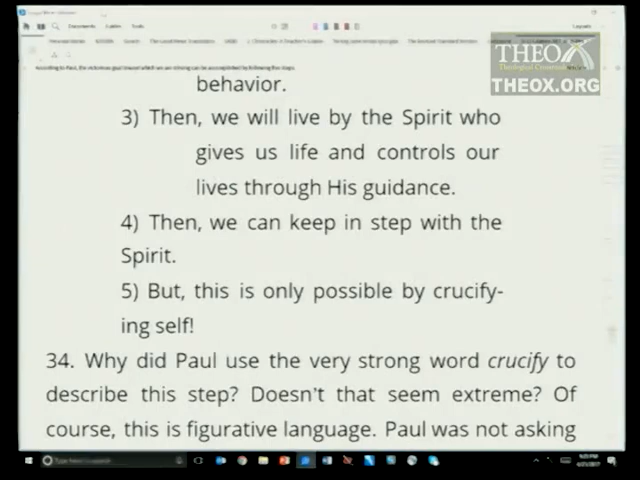 Documents
Tools
Layouts
THEOX
THEOX.ORG
behavior.
3) Then, we will live by the Spirit who
gives us life and controls our
lives through His guidance.
4) Then, we can keep in step with the
Spirit.
5) But, this is only possible by crucify-
ing self!
34. Why did Paul use the very strong word crucify to
describe this step? Doesn't that seem extreme? Of
course, this is figurative language. Paul was not asking